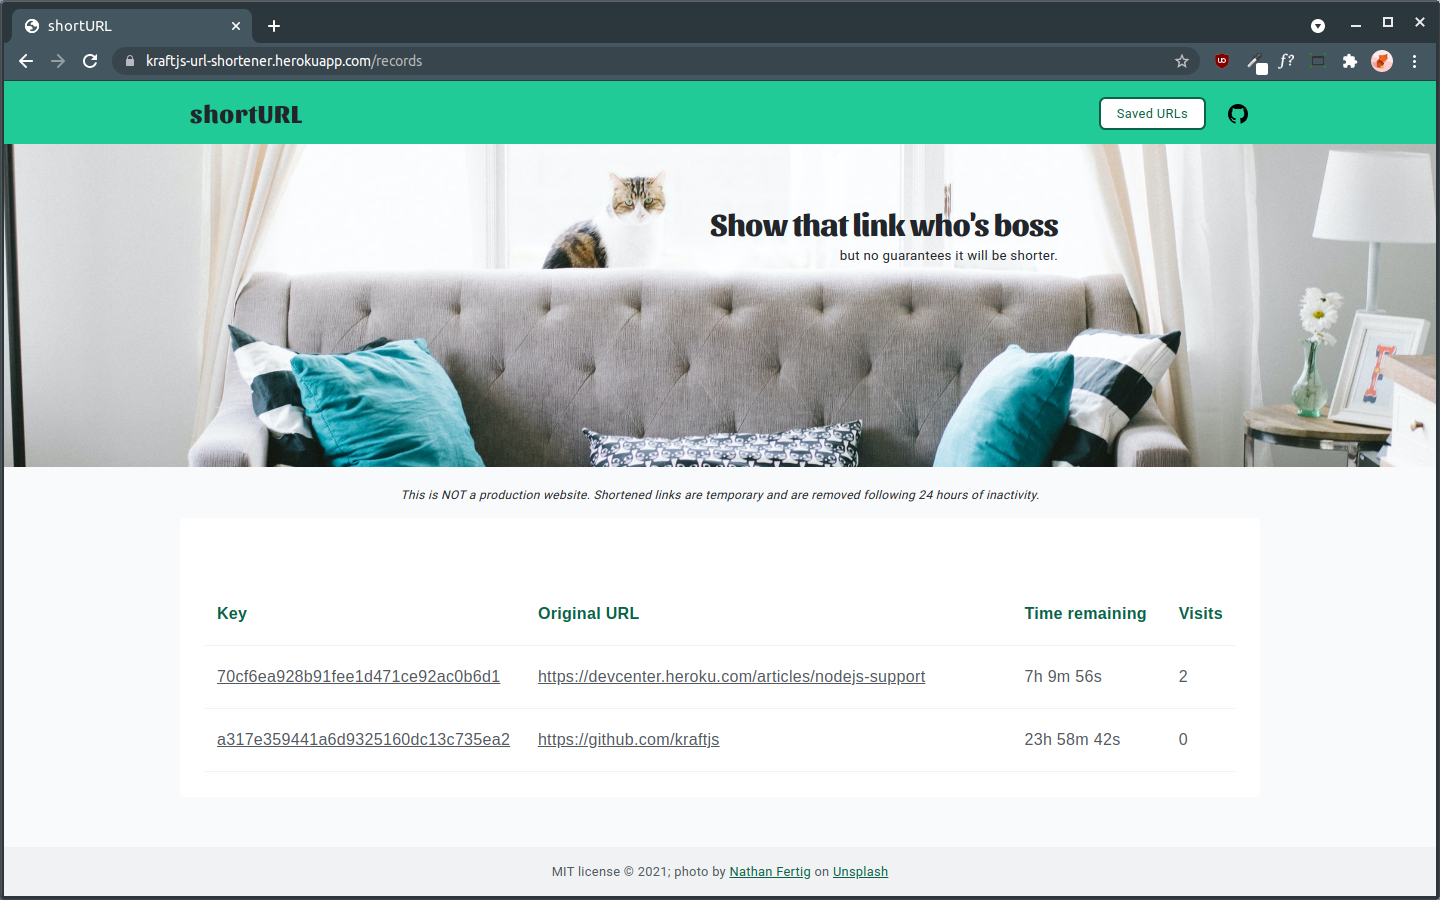 shortURL
kraftjs-url-shortener.herokuapp.com/records
f?
shortURL
Saved URLs
Show that link who's boss
but no guarantees it will be shorter.
This is NOT a production website. Shortened links are temporary and are removed following 24 hours of inactivity.
Key Original URL Time remaining Visits
70cf6ea928b91fee1d471ce92ac0b6d1 https://devcenter.heroku.com/articles/nodejs-support 7h 9m 56s 2
a317e359441a6d9325160dc13c735ea2 https://github.com/kraftjs 23h 58m 42s 0
MIT license © 2021; photo by Nathan Fertig on Unsplash